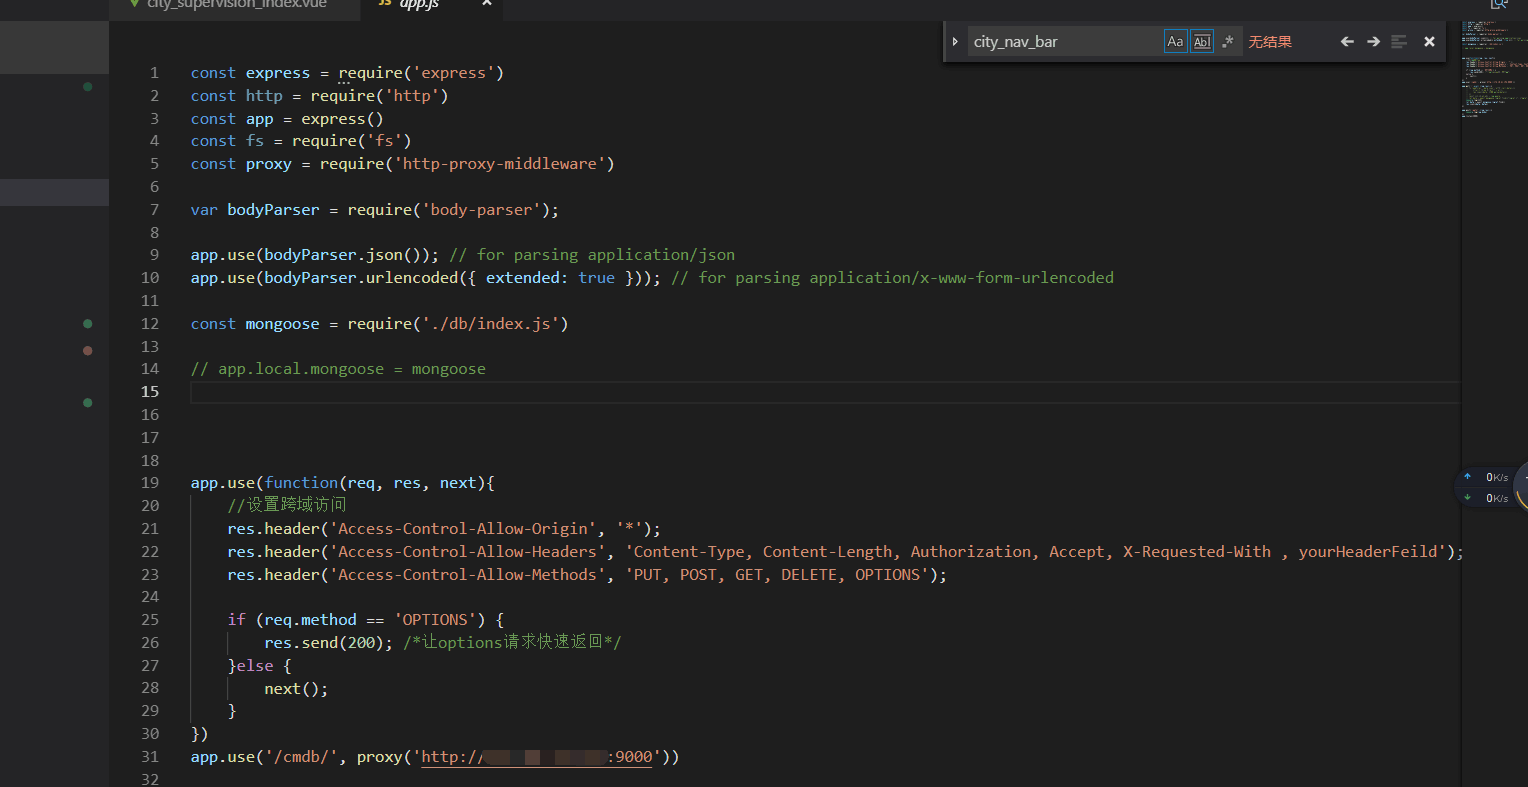 city_supervision_index.vue
JS app.js
city_nav_bar Aa Abl .* 无结果
1 const express = require('express')
2 const http = require('http')
3 const app = express()
4 const fs = require('fs')
5 const proxy = require('http-proxy-middleware')
6
7 var bodyParser = require('body-parser');
8
9 app.use(bodyParser.json()); // for parsing application/json
10 app.use(bodyParser.urlencoded({ extended: true })); // for parsing application/x-www-form-urlencoded
11
12 const mongoose = require('./db/index.js')
13
14 // app.local.mongoose = mongoose
15
16
17
18
19 app.use(function(req, res, next){
20 //设置跨域访问
21 res.header('Access-Control-Allow-Origin', '*');
22 res.header('Access-Control-Allow-Headers', 'Content-Type, Content-Length, Authorization, Accept, X-Requested-With , yourHeaderFeild');
23 res.header('Access-Control-Allow-Methods', 'PUT, POST, GET, DELETE, OPTIONS');
24
25 if (req.method == 'OPTIONS') {
26 res.send(200); /*让options请求快速返回*/
27 }else {
28 next();
29 }
30 })
31 app.use('/cmdb/', proxy('http://:9000'))
32
0K/s
0K/s